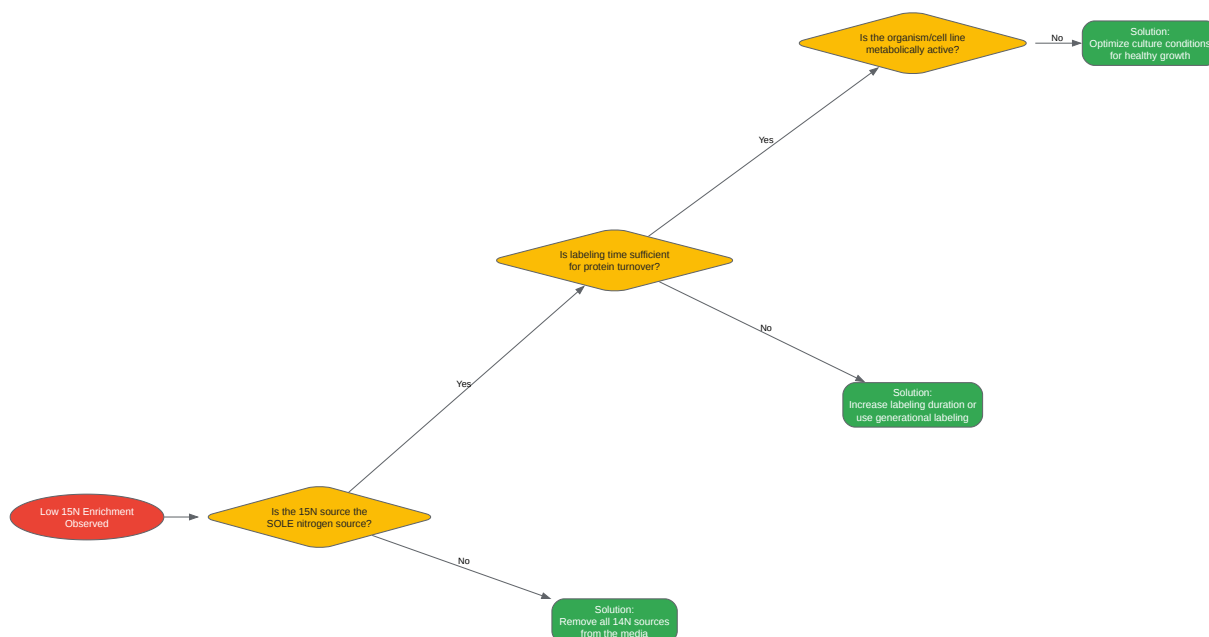 Is the organism/cell line
metabolically active?
No
Solution:
Optimize culture conditions
for healthy growth
Yes
Is labeling time sufficient
for protein turnover?
No
Yes
Solution:
Increase labeling duration or
use generational labeling
Low 15N Enrichment
Observed
Is the 15N source the
SOLE nitrogen source?
No
Solution:
Remove all 14N sources
from the media